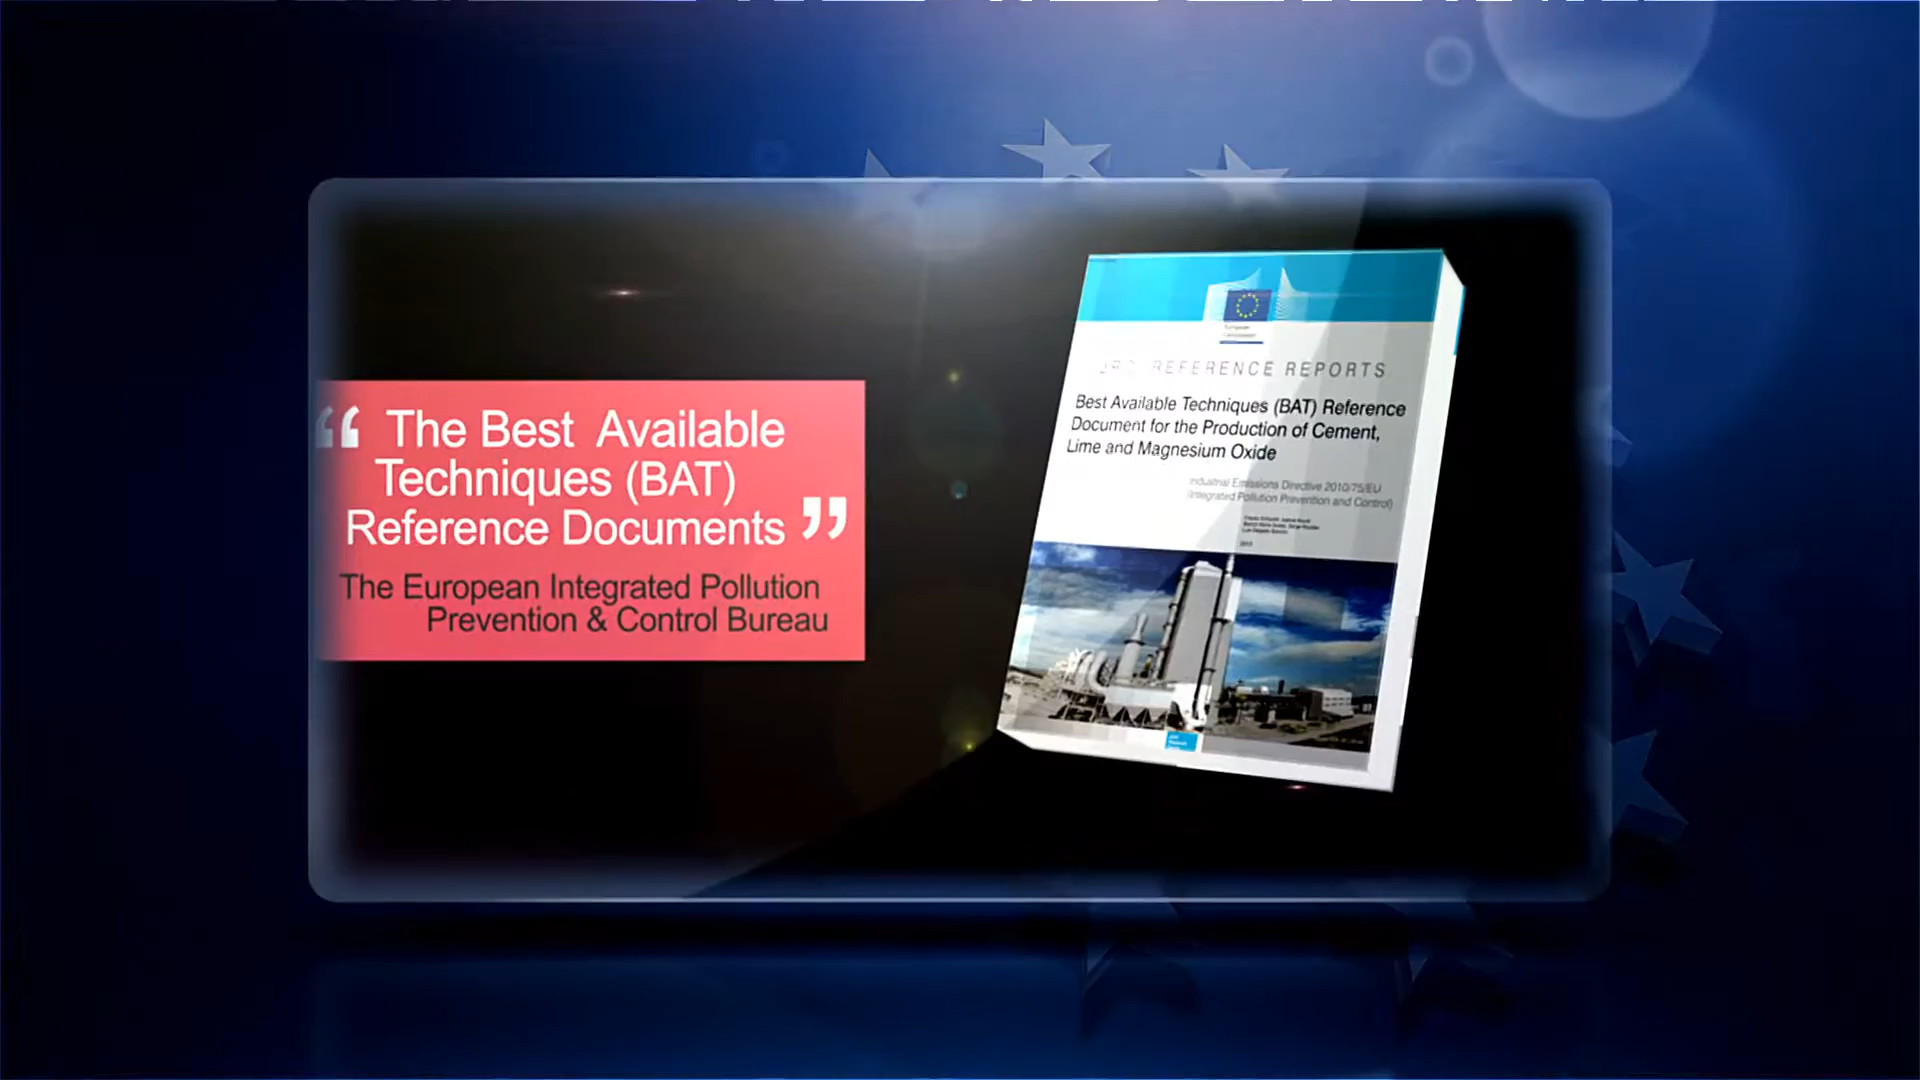 “ The Best Available
Techniques (BAT)
Reference Documents ”
The European Integrated Pollution
Prevention & Control Bureau
European
JRC REFERENCE REPORTS
Best Available Techniques (BAT) Reference
Document for the Production of Cement,
Lime and Magnesium Oxide
Industrial Emissions Directive 2010/75/EU
(Integrated Pollution Prevention and Control)